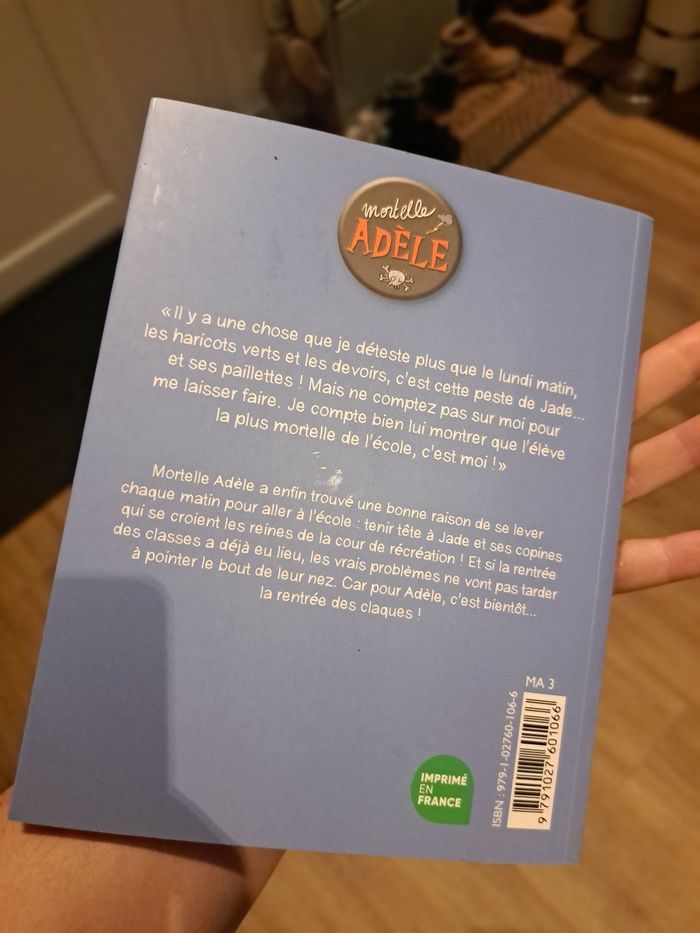 mortelle
ADÈLE
«Il y a une chose que je déteste plus que le lundi matin,
les haricots verts et les devoirs, c'est cette peste de Jade...
et ses paillettes ! Mais ne comptez pas sur moi pour
me laisser faire. Je compte bien lui montrer que l'élève
la plus mortelle de l'école, c'est moi !»
Mortelle Adèle a enfin trouvé une bonne raison de se lever
chaque matin pour aller à l'école : tenir tête à Jade et ses copines
qui se croient les reines de la cour de récréation ! Et si la rentrée
des classes a déjà eu lieu, les vrais problèmes ne vont pas tarder
à pointer le bout de leur nez. Car pour Adèle, c'est bientôt...
la rentrée des claques !
MA 3
ISBN : 979-1-02760-106-6
9 791027 601066
IMPRIMÉ
EN
FRANCE